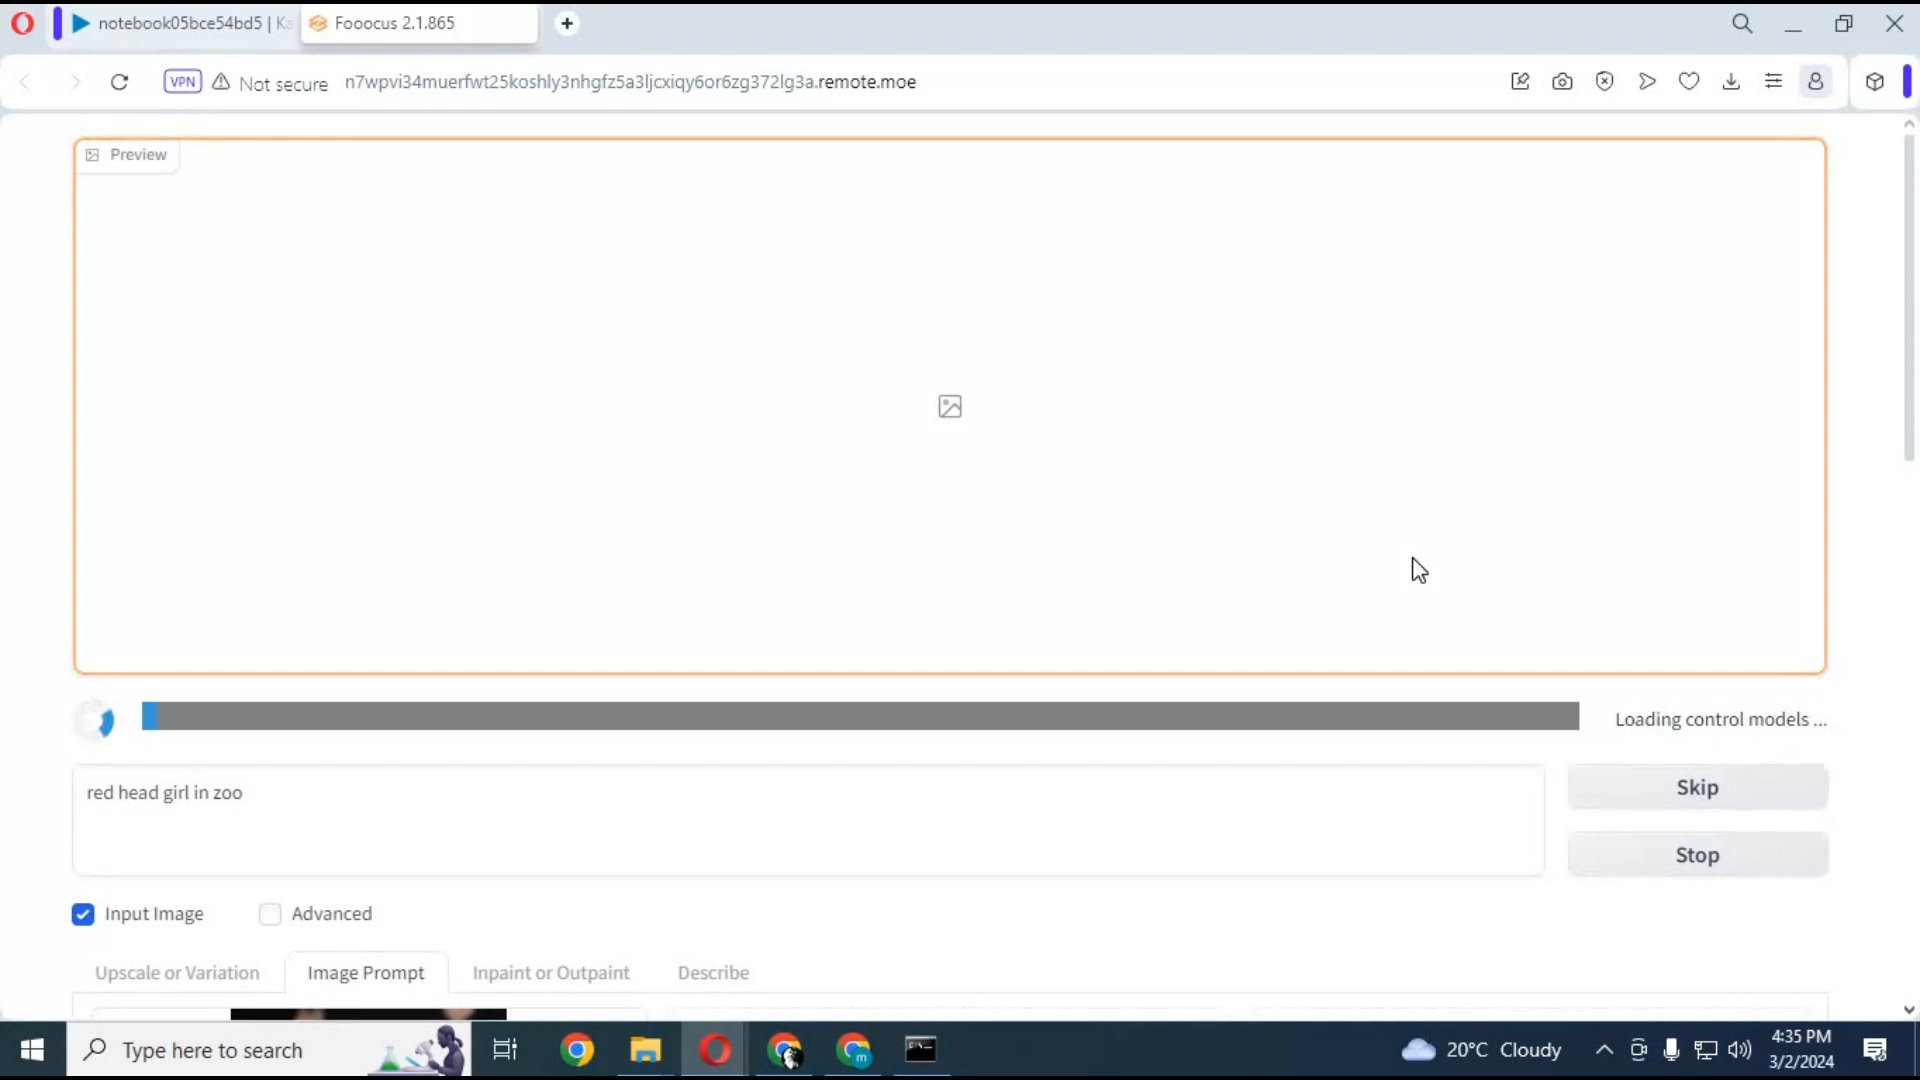 notebook05bce54bd5 | Ka
Fooocus 2.1.865
VPN
Not secure
n7wpvi34muerfwt25koshly3nhgfz5a3ljcxiqy6or6zg372lg3a.remote.moe
Preview
Loading control models ...
red head girl in zoo
Skip
Stop
Input Image
Advanced
Upscale or Variation
Image Prompt
Inpaint or Outpaint
Describe
Type here to search
m
20°C Cloudy
4:35 PM
3/2/2024